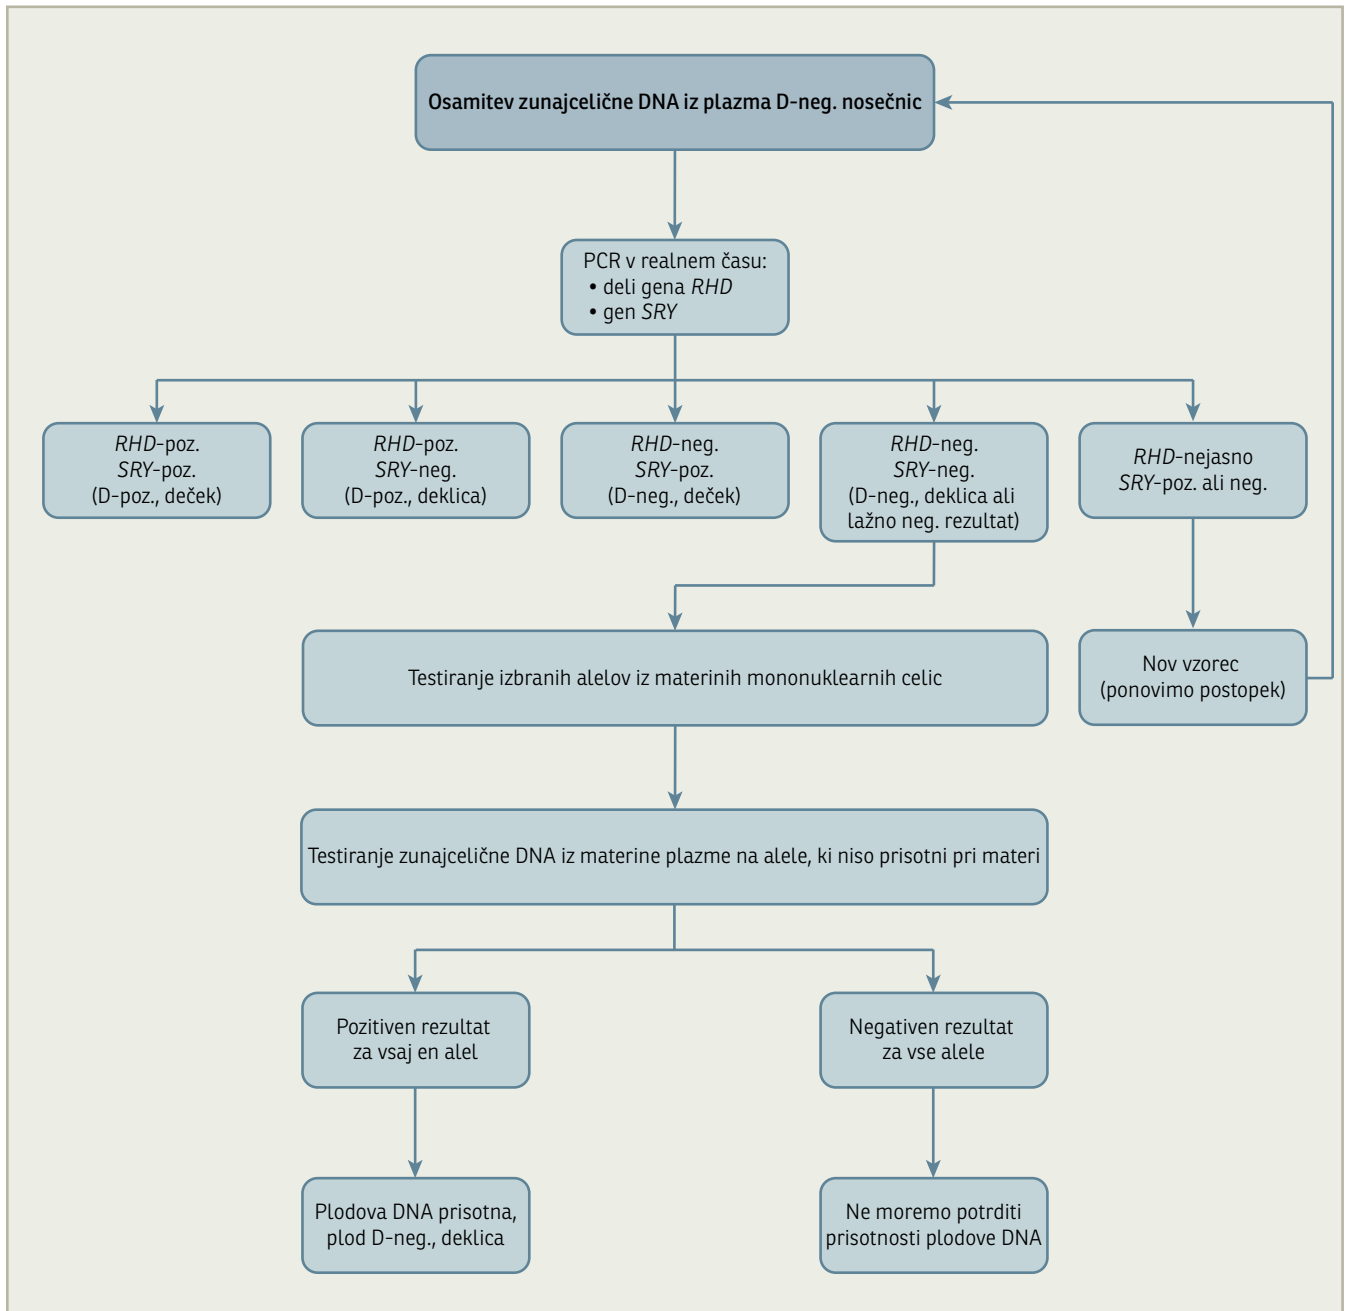 Osamitev zunajcelične DNA iz plazma D-neg. nosečnic
PCR v realnem času:
• deli gena RHD
• gen SRY
RHD-poz.
SRY-poz.
(D-poz., deček)
RHD-poz.
SRY-neg.
(D-poz., deklica)
RHD-neg.
SRY-poz.
(D-neg., deček)
RHD-neg.
SRY-neg.
(D-neg., deklica ali
lažno neg. rezultat)
RHD-nejasno
SRY-poz. ali neg.
Testiranje izbranih alelov iz materinih mononuklearnih celic
Nov vzorec
(ponovimo postopek)
Testiranje zunajcelične DNA iz materine plazme na alele, ki niso prisotni pri materi
Pozitiven rezultat
za vsaj en alel
Negativen rezultat
za vse alele
Plodova DNA prisotna,
plod D-neg., deklica
Ne moremo potrditi
prisotnosti plodove DNA